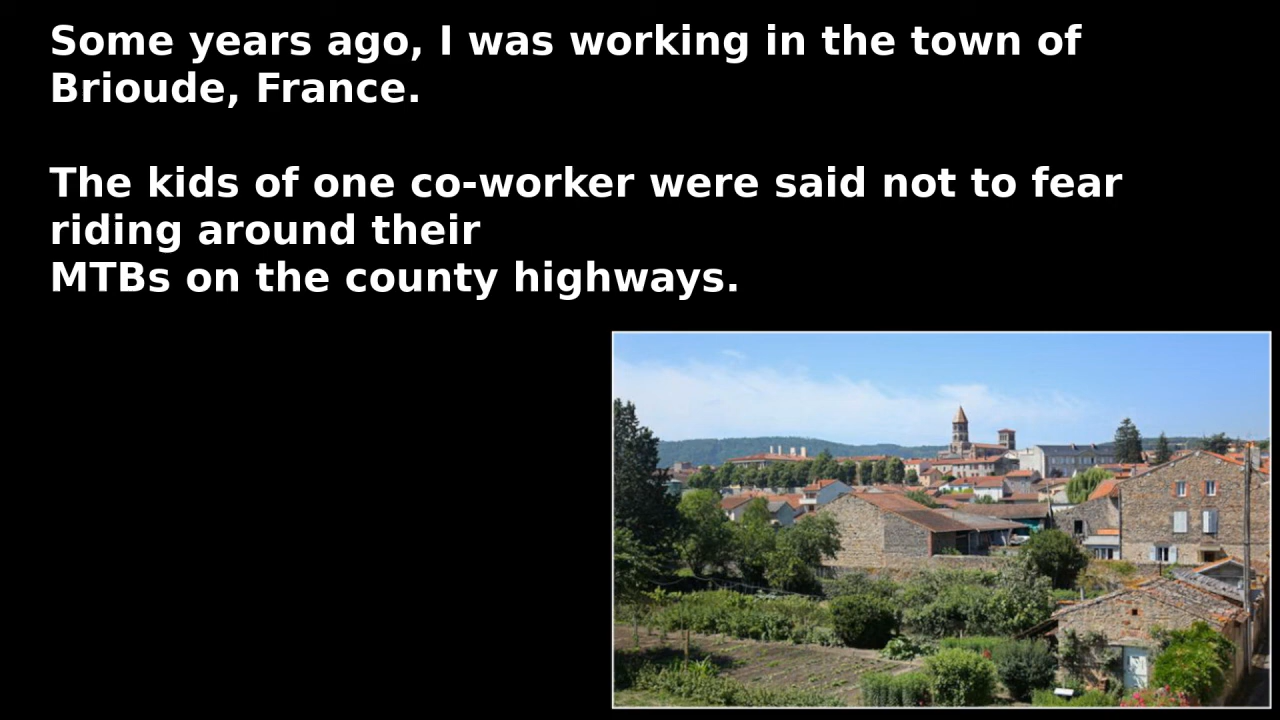 Some years ago, I was working in the town of
Brioude, France.
The kids of one co-worker were said not to fear
riding around their
MTBs on the county highways.